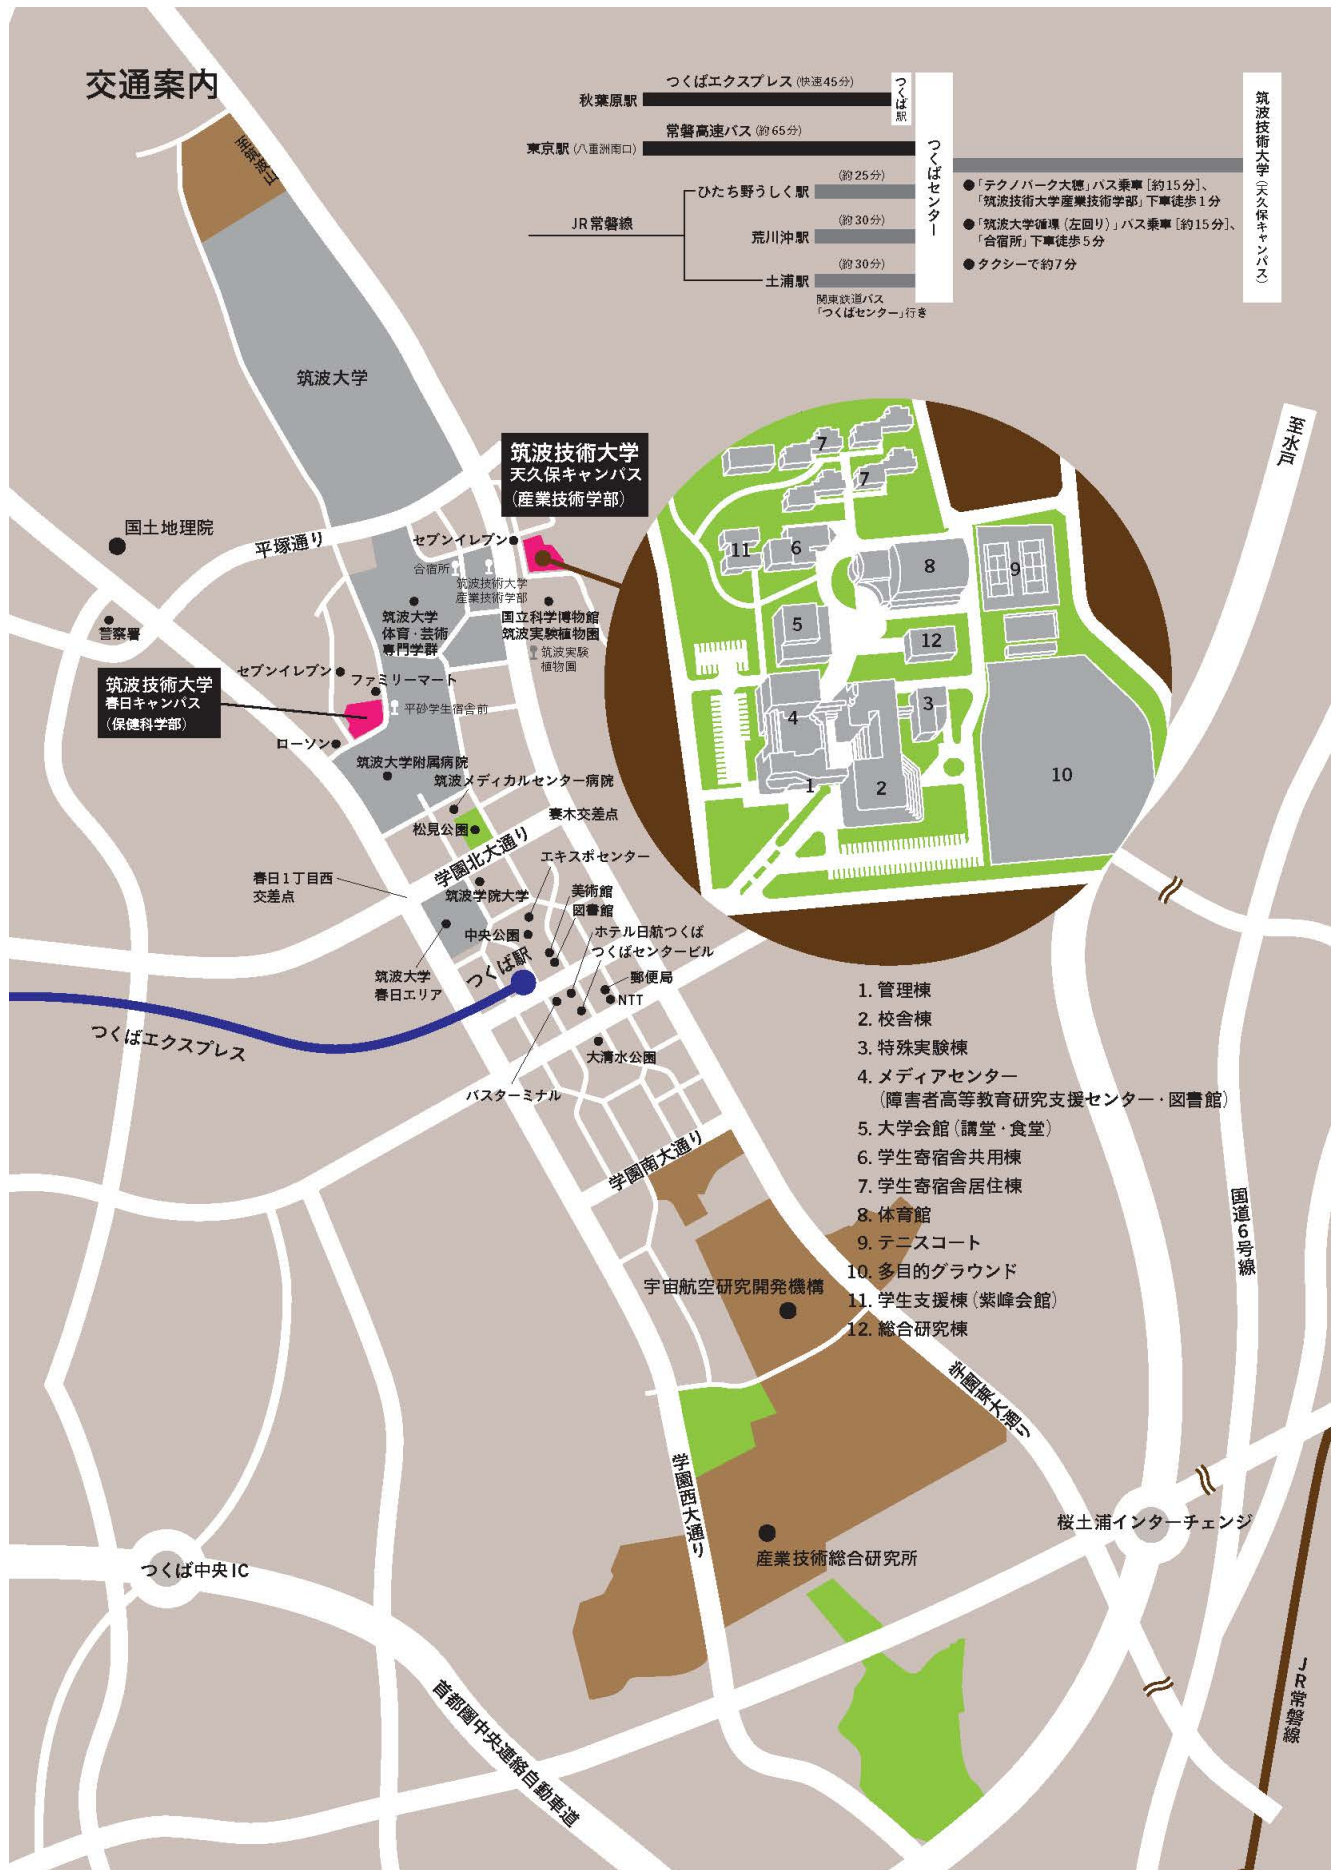 交通案内
つくばエクスプレス (快速45分)
秋葉原駅
つくば駅
常磐高速バス (約65分)
東京駅 (八重洲南口)
つくばセンター
筑波技術大学 (天久保キャンパス)
(約25分)
ひたち野うしく駅
JR常磐線
(約30分)
荒川沖駅
(約30分)
土浦駅
関東鉄道バス
「つくばセンター」行き
●「テクノパーク大穂」バス乗車 [約15分]、
「筑波技術大学産業技術学部」下車徒歩1分
●「筑波大学循環 (左回り)」バス乗車 [約15分]、
「合宿所」下車徒歩5分
●タクシーで約7分
至筑波山
筑波大学
至水戸
筑波技術大学
天久保キャンパス
(産業技術学部)
国土地理院
平塚通り
セブンイレブン
合宿所
筑波技術大学
産業技術学部
筑波大学
体育・芸術
専門学群
国立科学博物館
筑波実験植物園
筑波実験
植物園
警察署
セブンイレブン
ファミリーマート
筑波技術大学
春日キャンパス
(保健科学部)
平砂学生宿舎前
ローソン
筑波大学附属病院
筑波メディカルセンター病院
妻木交差点
松見公園
学園北大通り
エキスポセンター
春日1丁目西
交差点
筑波学院大学
美術館
図書館
中央公園
ホテル日航つくば
つくばセンタービル
つくば駅
筑波大学
春日エリア
郵便局
NTT
つくばエクスプレス
大清水公園
バスターミナル
学園南大通り
7
7
11
6
8
9
5
12
4
3
1
2
10
1. 管理棟
2. 校舎棟
3. 特殊実験棟
4. メディアセンター
(障害者高等教育研究支援センター・図書館)
5. 大学会館 (講堂・食堂)
6. 学生寄宿舎共用棟
7. 学生寄宿舎居住棟
8. 体育館
9. テニスコート
10. 多目的グラウンド
11. 学生支援棟 (紫峰会館)
12. 総合研究棟
国道6号線
宇宙航空研究開発機構
学園東大通り
学園西大通り
桜土浦インターチェンジ
産業技術総合研究所
つくば中央IC
首都圏中央連絡自動車道
JR常磐線